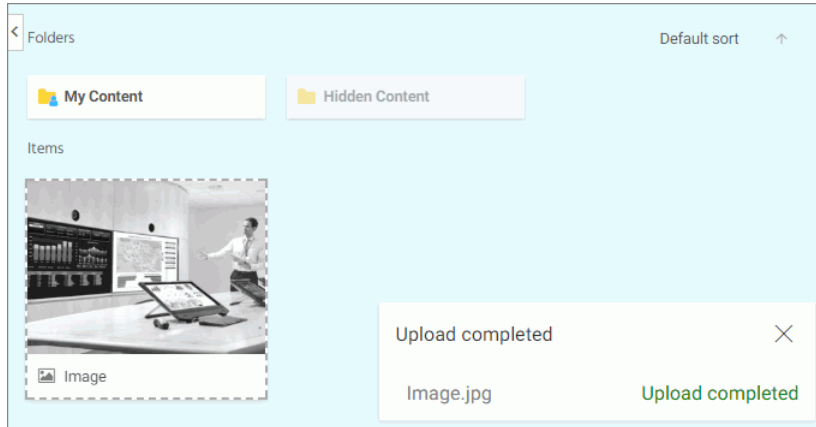 Folders
Default sort
My Content
Hidden Content
Items
Image
Upload completed
Image.jpg
Upload completed